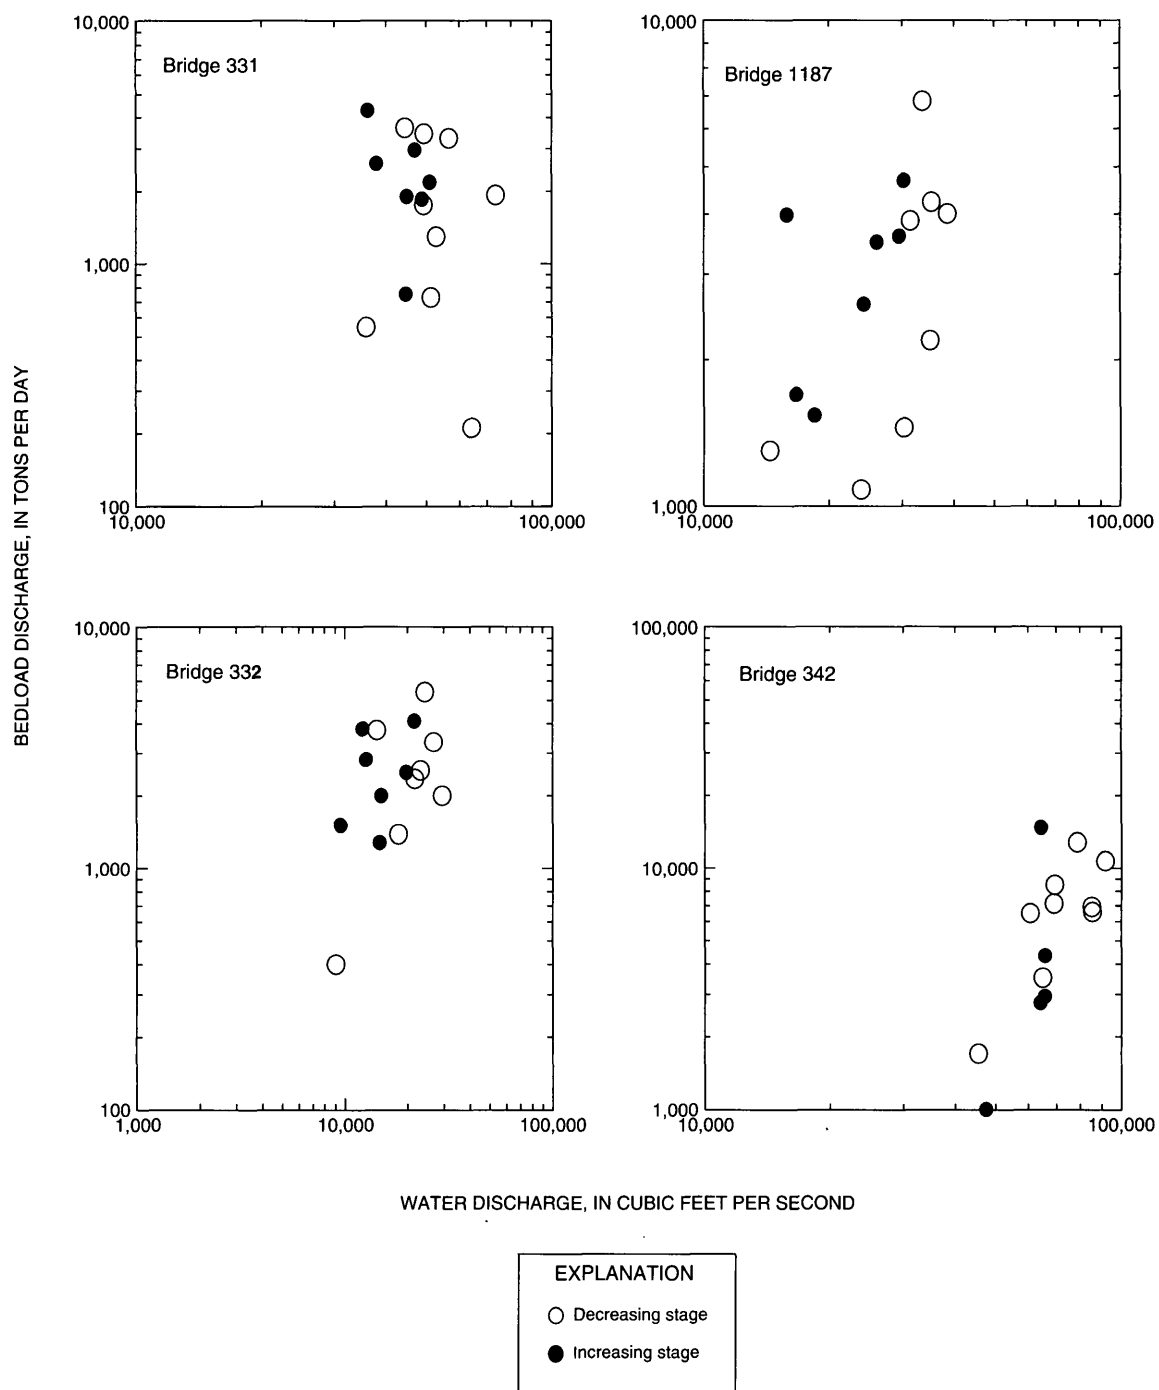 10,000
Bridge 331
1,000
100
10,000
100,000
10,000
Bridge 1187
1,000
10,000
100,000
BEDLOAD DISCHARGE, IN TONS PER DAY
10,000
Bridge 332
1,000
100
1,000
10,000
100,000
100,000
Bridge 342
10,000
1,000
10,000
100,000
WATER DISCHARGE, IN CUBIC FEET PER SECOND
EXPLANATION
Decreasing stage
Increasing stage